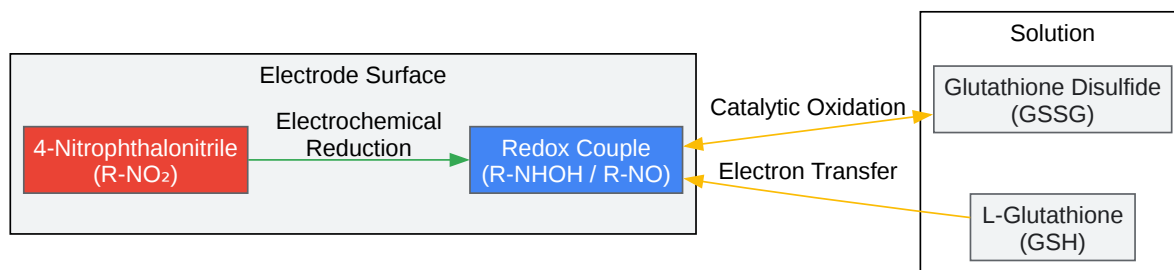 Electrode Surface
4-Nitrophthalonitrile
(R-NO₂)
Electrochemical
Reduction
Redox Couple
(R-NHOH / R-NO)
Catalytic Oxidation
Electron Transfer
Solution
Glutathione Disulfide
(GSSG)
L-Glutathione
(GSH)